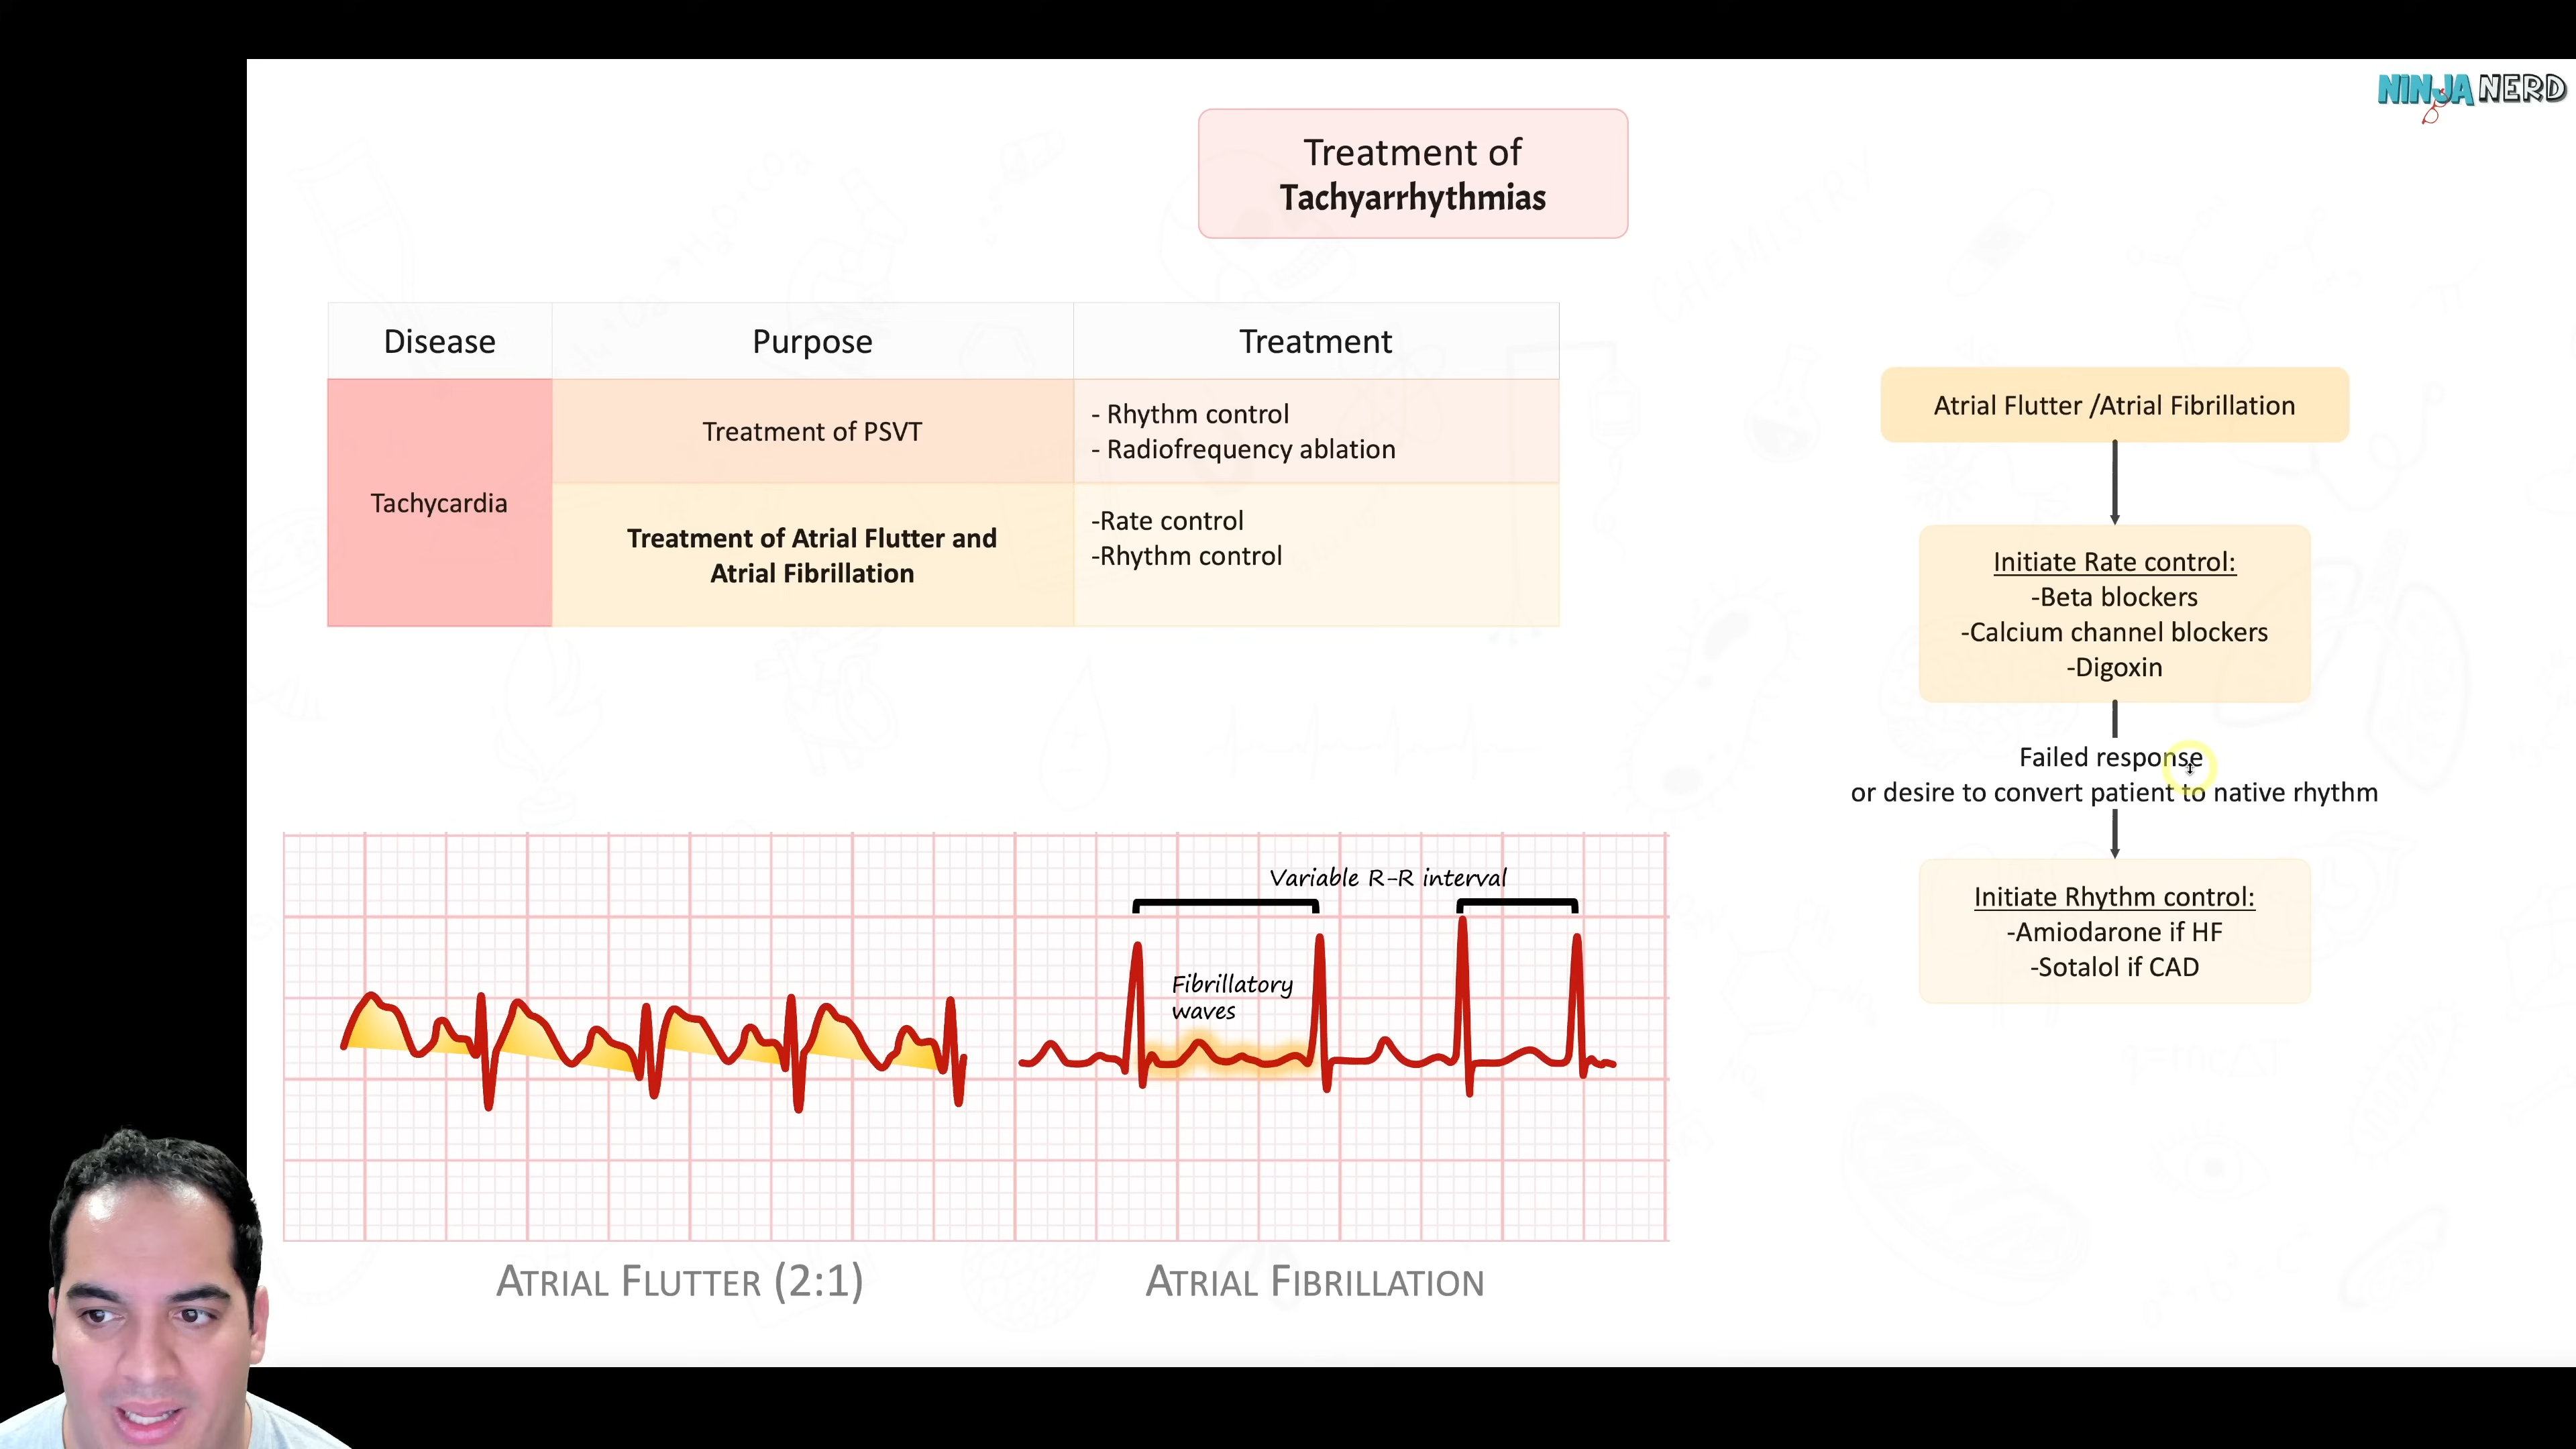 NINJA NERD
Treatment of
Tachyarrhythmias
Disease
Purpose
Treatment
Tachycardia
Treatment of PSVT
- Rhythm control
- Radiofrequency ablation
Treatment of Atrial Flutter and
Atrial Fibrillation
-Rate control
-Rhythm control
Atrial Flutter /Atrial Fibrillation
Initiate Rate control:
-Beta blockers
-Calcium channel blockers
-Digoxin
Failed response
or desire to convert patient to native rhythm
Initiate Rhythm control:
-Amiodarone if HF
-Sotalol if CAD
Variable R-R interval
Fibrillatory
waves
ATRIAL FLUTTER (2:1)
ATRIAL FIBRILLATION
CHEMISTRY